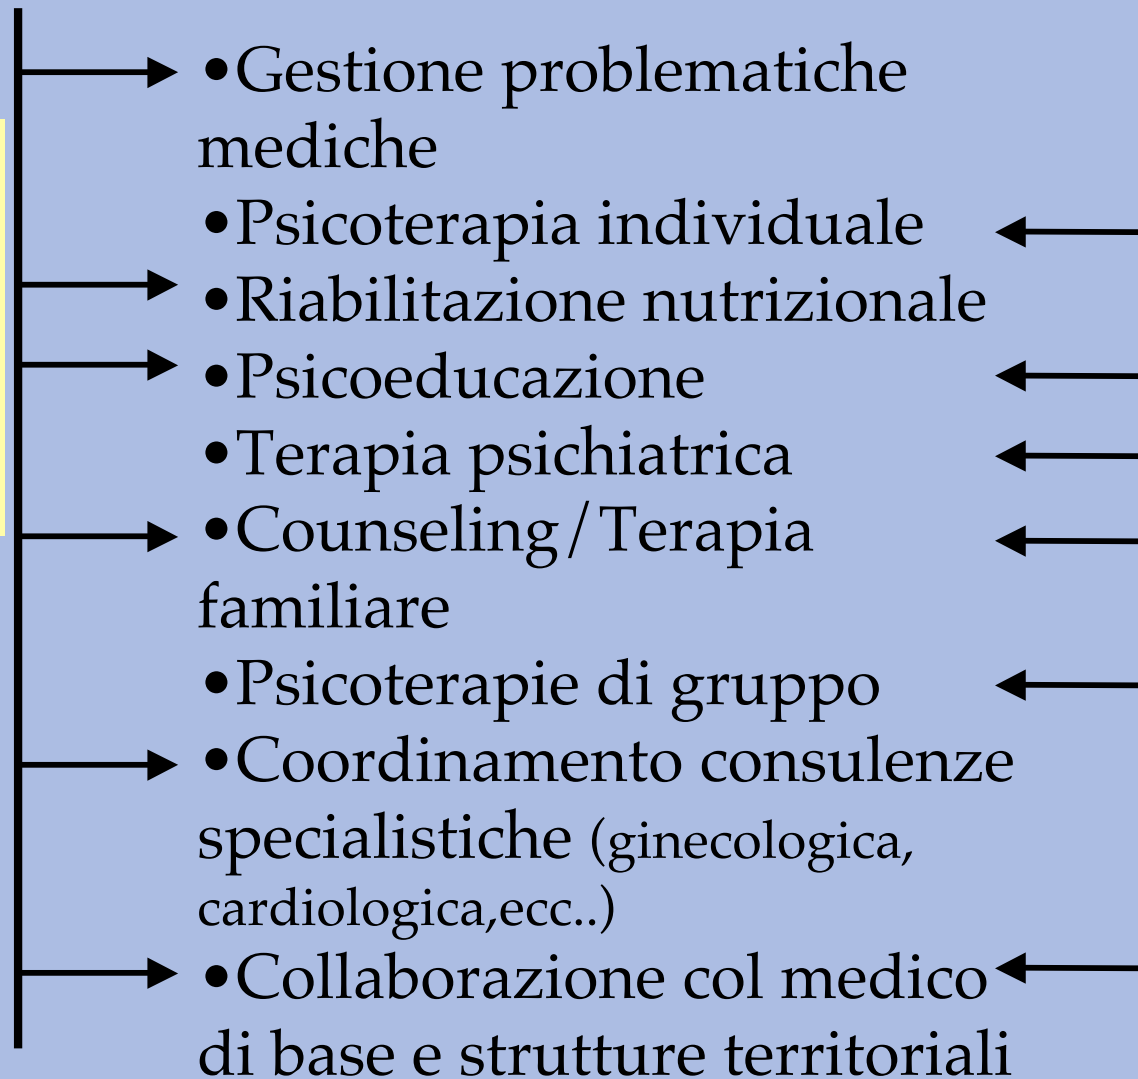 •Gestione problematiche
mediche
•Psicoterapia individuale
•Riabilitazione nutrizionale
•Psicoeducazione
•Terapia psichiatrica
•Counseling/Terapia
familiare
•Psicoterapie di gruppo
•Coordinamento consulenze
specialistiche (ginecologica,
cardiologica,ecc..)
•Collaborazione col medico
di base e strutture territoriali